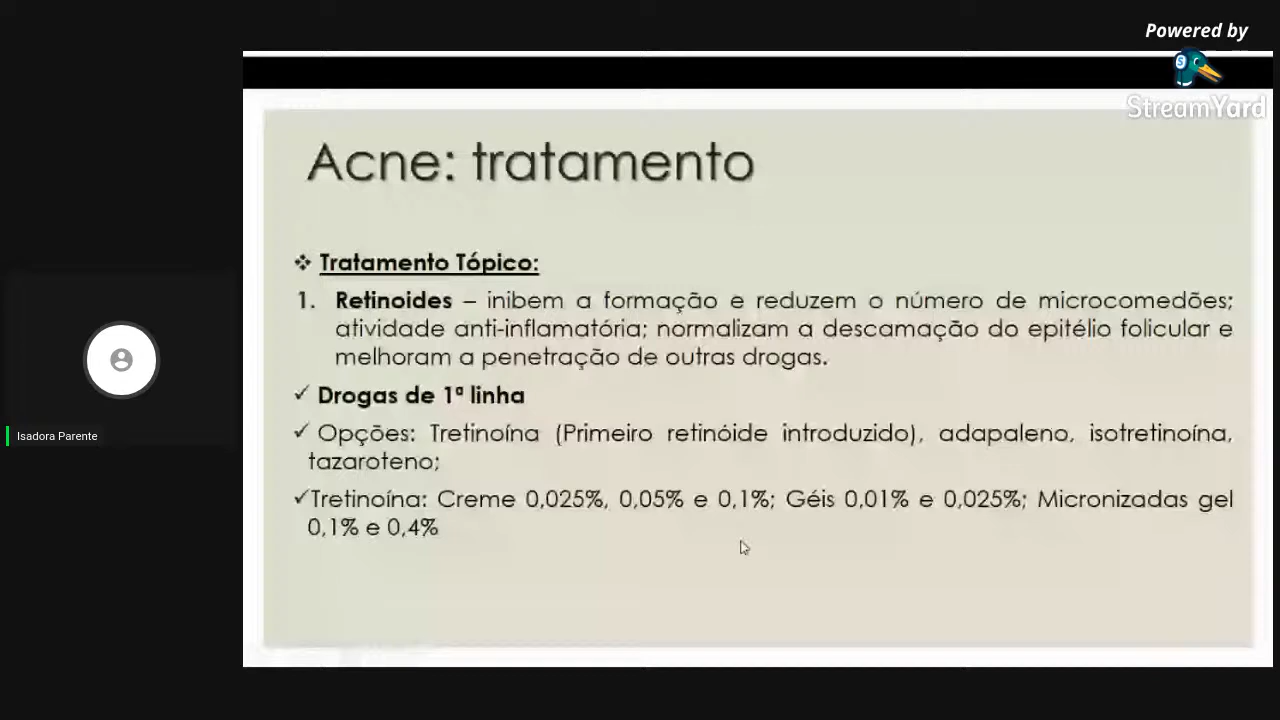 Powered by
StreamYard
Acne: tratamento
❖ Tratamento Tópico:
1. Retinoides – inibem a formação e reduzem o número de microcomedões;
atividade anti-inflamatória; normalizam a descamação do epitélio folicular e
melhoram a penetração de outras drogas.
✓ Drogas de 1ª linha
✓ Opções: Tretinoína (Primeiro retinóide introduzido), adapaleno, isotretinoína,
tazaroteno;
✓Tretinoína: Creme 0,025%, 0,05% e 0,1%; Géis 0,01% e 0,025%; Micronizadas gel
0,1% e 0,4%
Isadora Parente